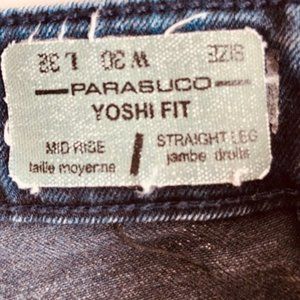 SIZE W 30 L 32
PARASUCO
YOSHI FIT
MID RISE / STRAIGHT LEG
taille moyenne jambe droite